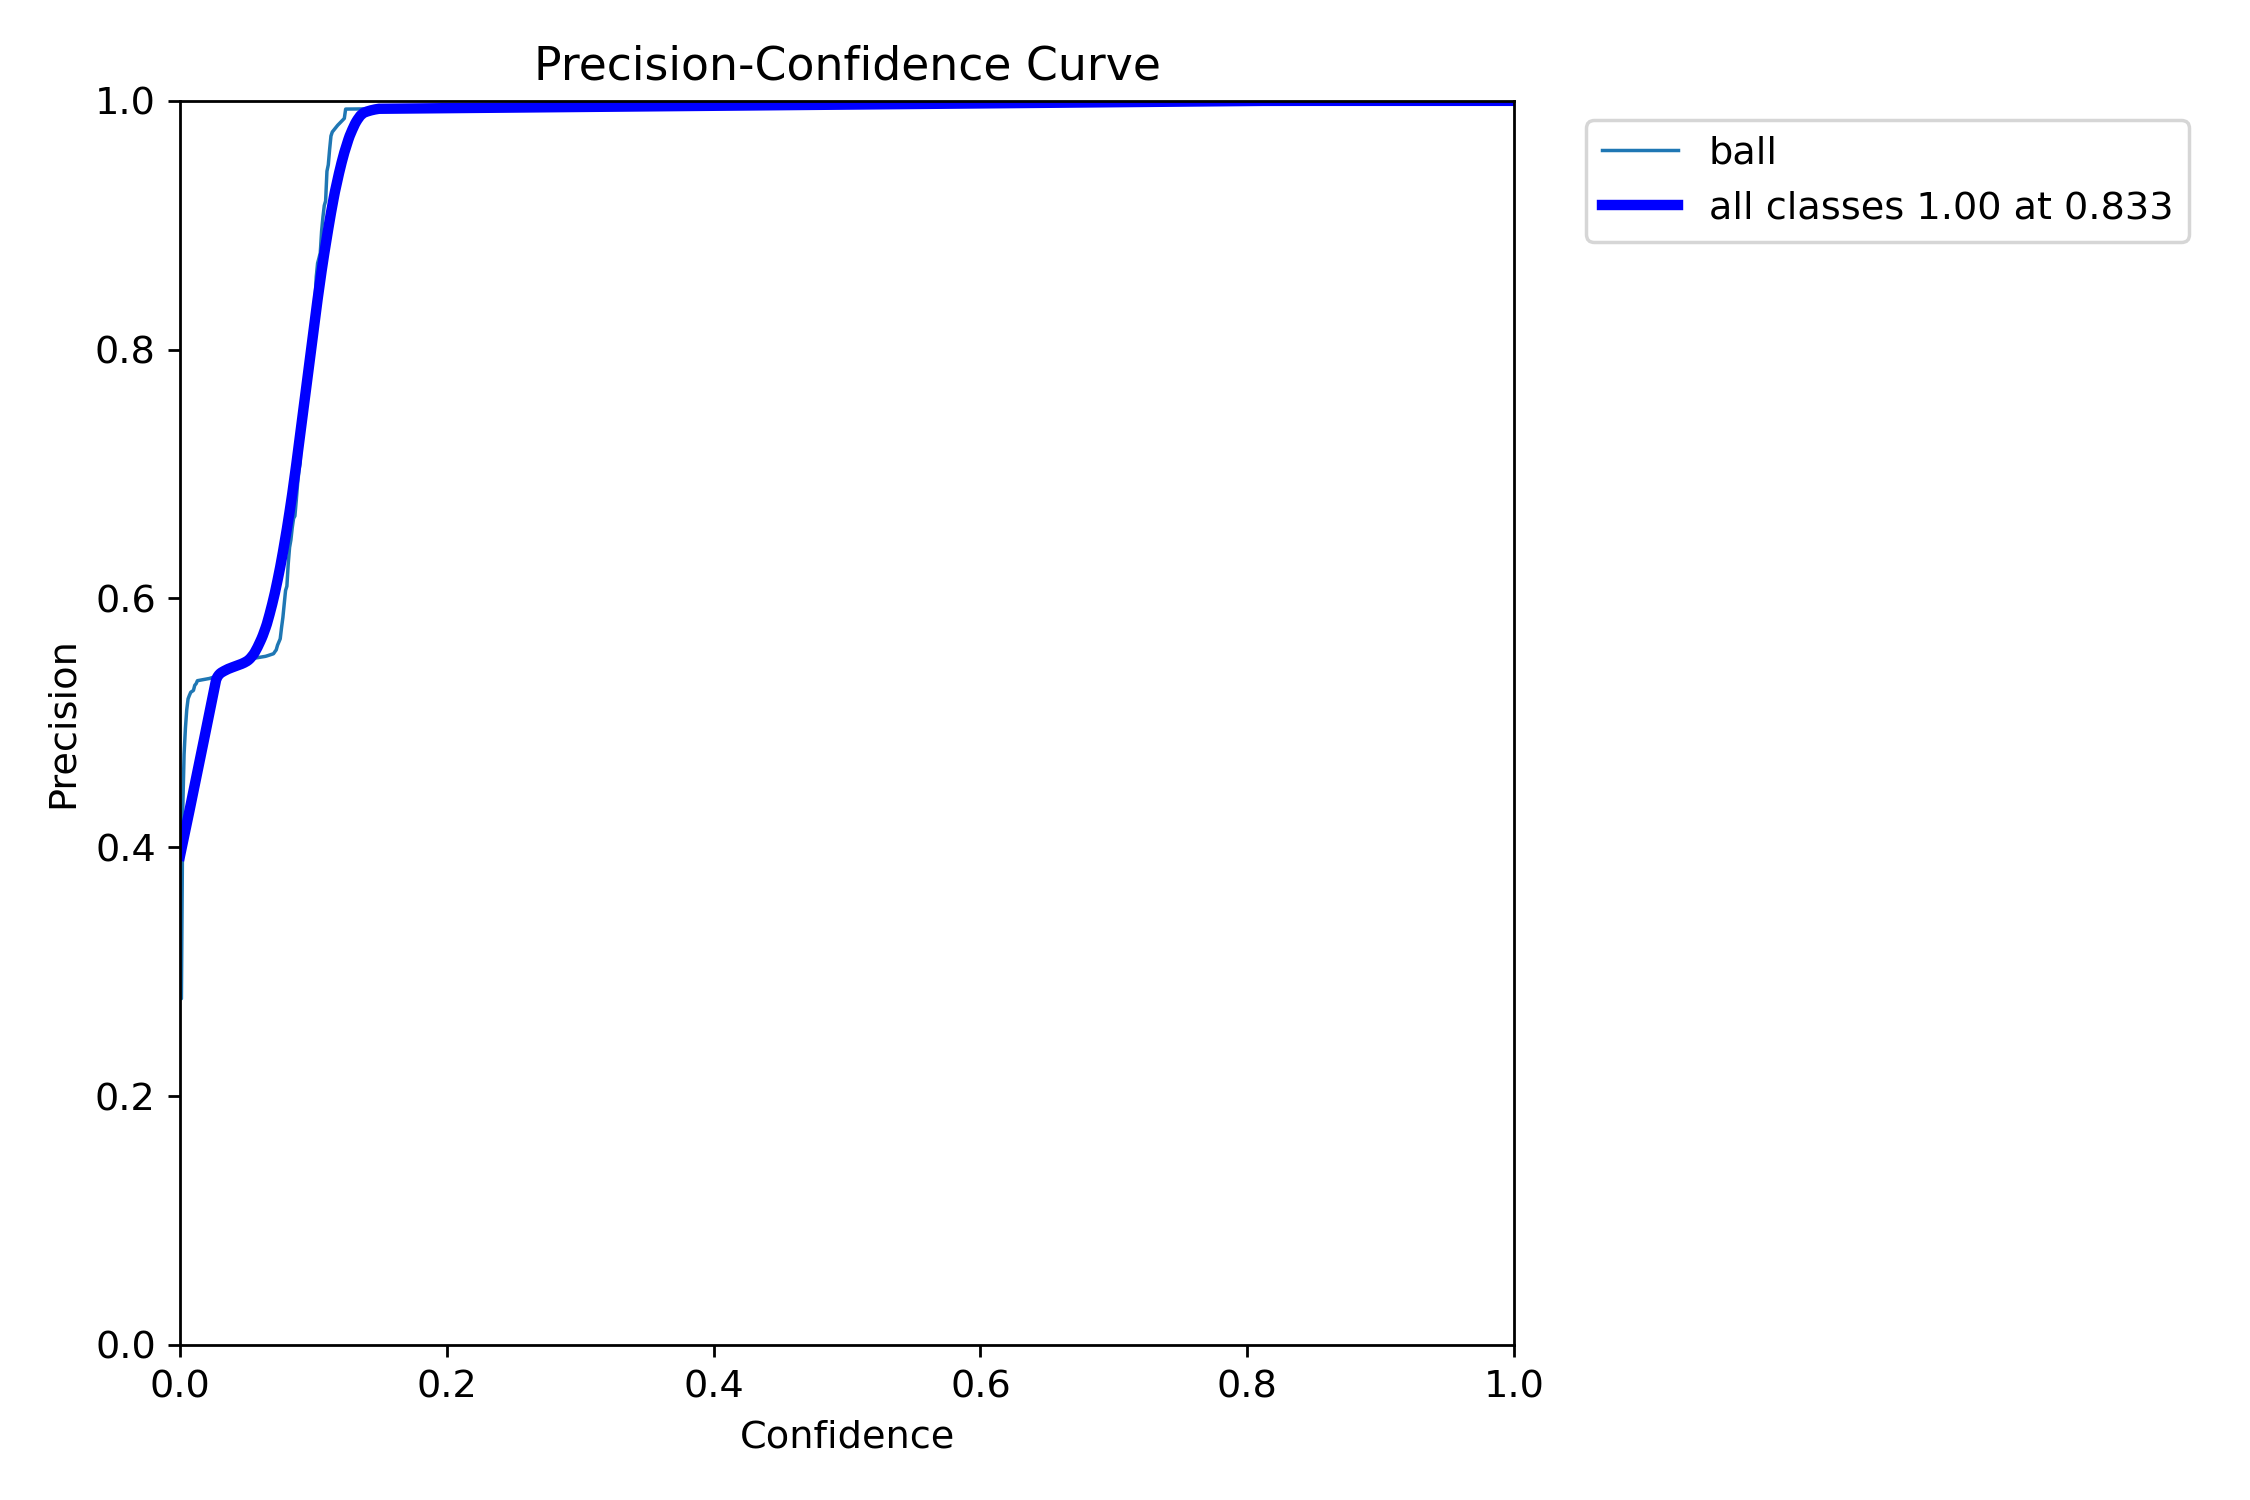 Precision-Confidence Curve
ball
all classes 1.00 at 0.833
Precision
1.0
0.8
0.6
0.4
0.2
0.0
0.0 0.2 0.4 0.6 0.8 1.0
Confidence